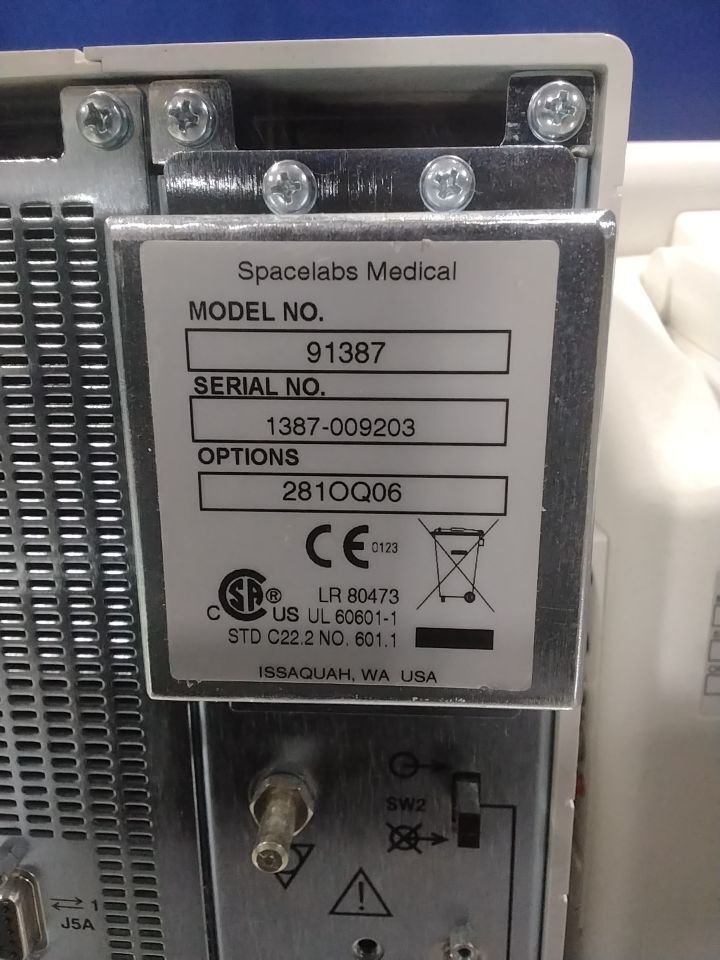 Spacelabs Medical
MODEL NO.
91387
SERIAL NO.
1387-009203
OPTIONS
281OQ06
CE 0123
CSA ® LR 80473
C US UL 60601-1
STD C22.2 NO. 601.1
ISSAQUAH, WA USA
SW2
1
J5A